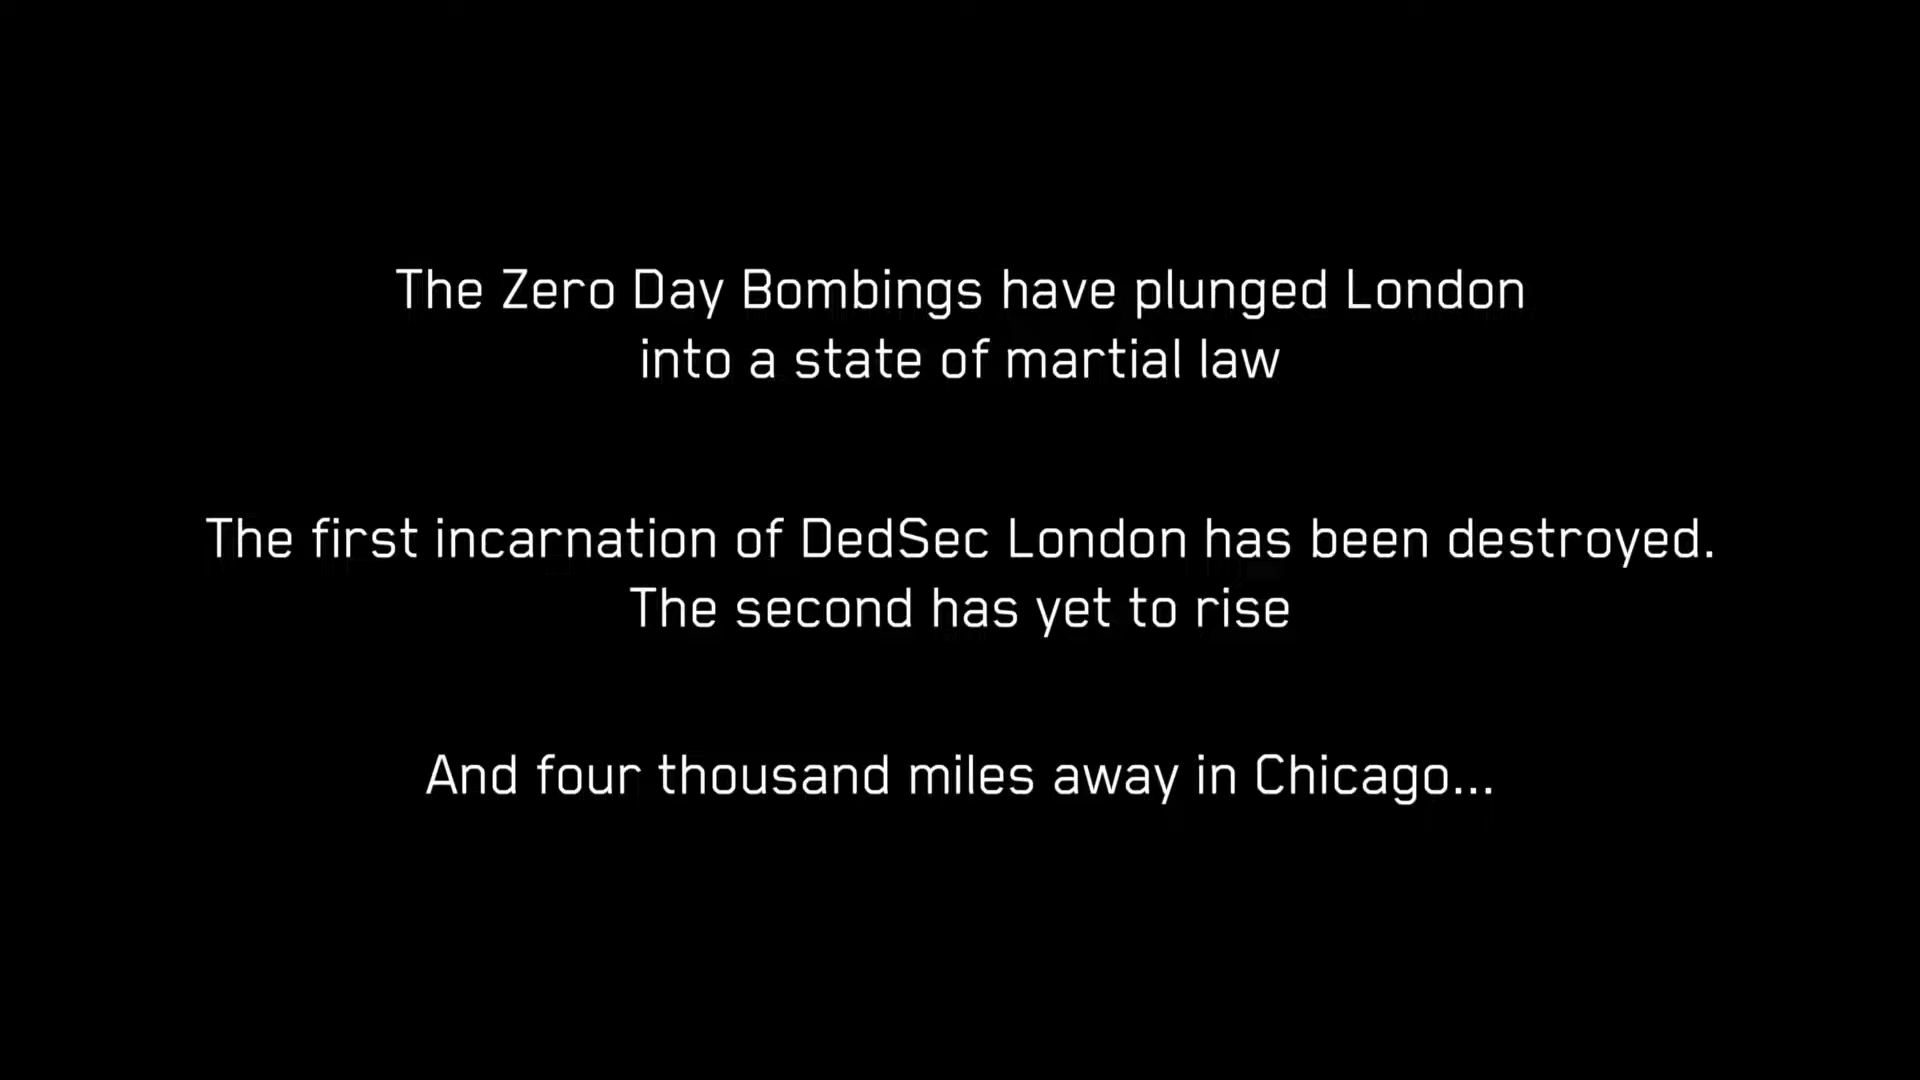 The Zero Day Bombings have plunged London
into a state of martial law
The first incarnation of DedSec London has been destroyed.
The second has yet to rise
And four thousand miles away in Chicago...